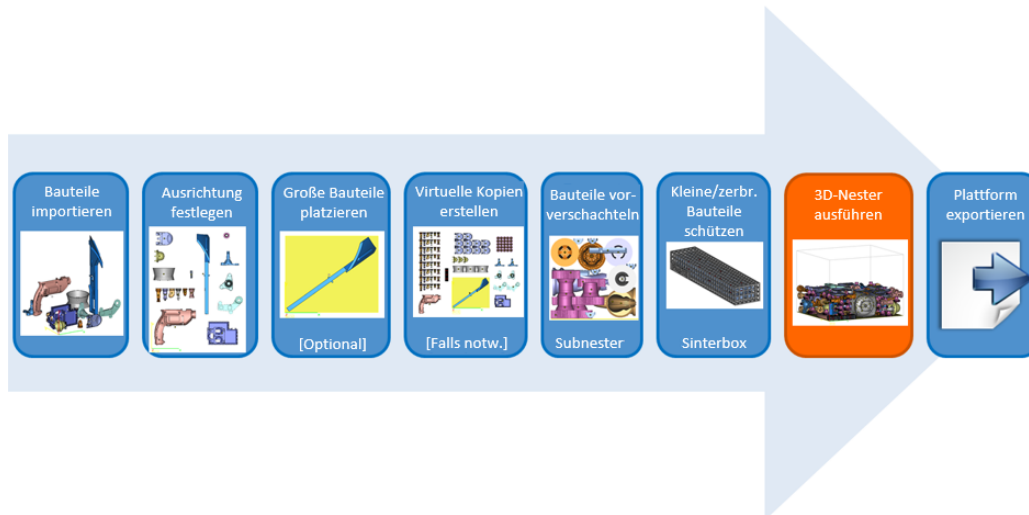 Bauteile
importieren
Ausrichtung
festlegen
Große Bauteile
platzieren
[Optional]
Virtuelle Kopien
erstellen
[Falls notw.]
Bauteile vor-
verschachteln
Subnester
Kleine/zerbr.
Bauteile
schützen
Sinterbox
3D-Nester
ausführen
Plattform
exportieren